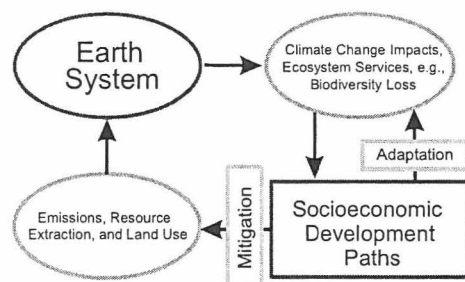 Earth
System
Climate Change Impacts,
Ecosystem Services, e.g.,
Biodiversity Loss
Adaptation
Emissions, Resource
Extraction, and Land Use
Mitigation
Socioeconomic
Development
Paths